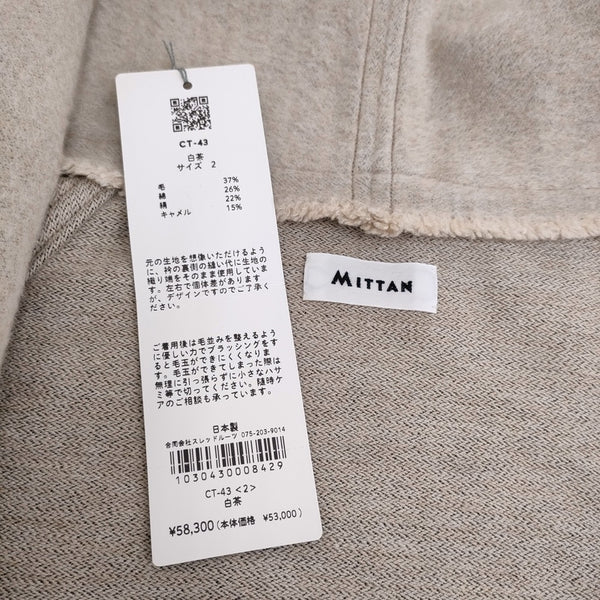 CT-43
白茶
サイズ 2
毛 37%
綿 26%
絹 22%
キャメル 15%
元の生地を想像いただけるよう
に、衿の裏側の縫い代に生地の
織り端をそのまま使用していま
す。左右で個体差があります
が、デザインですのでご了承く
ださい。
ご着用後は毛並みを整えるよう
に優しい力でブラッシングをす
ると毛玉ができにくくなりま
す。毛玉ができてしまった際は
無理に引っ張らずに小さなハサ
ミ等で切ってください。随時ケ
アのご相談も承っています。
日本製
合同会社スレッドルーツ 075-203-9014
1030430008429
CT-43 <2>
白茶
¥58,300 (本体価格 ¥53,000)
MITTAN